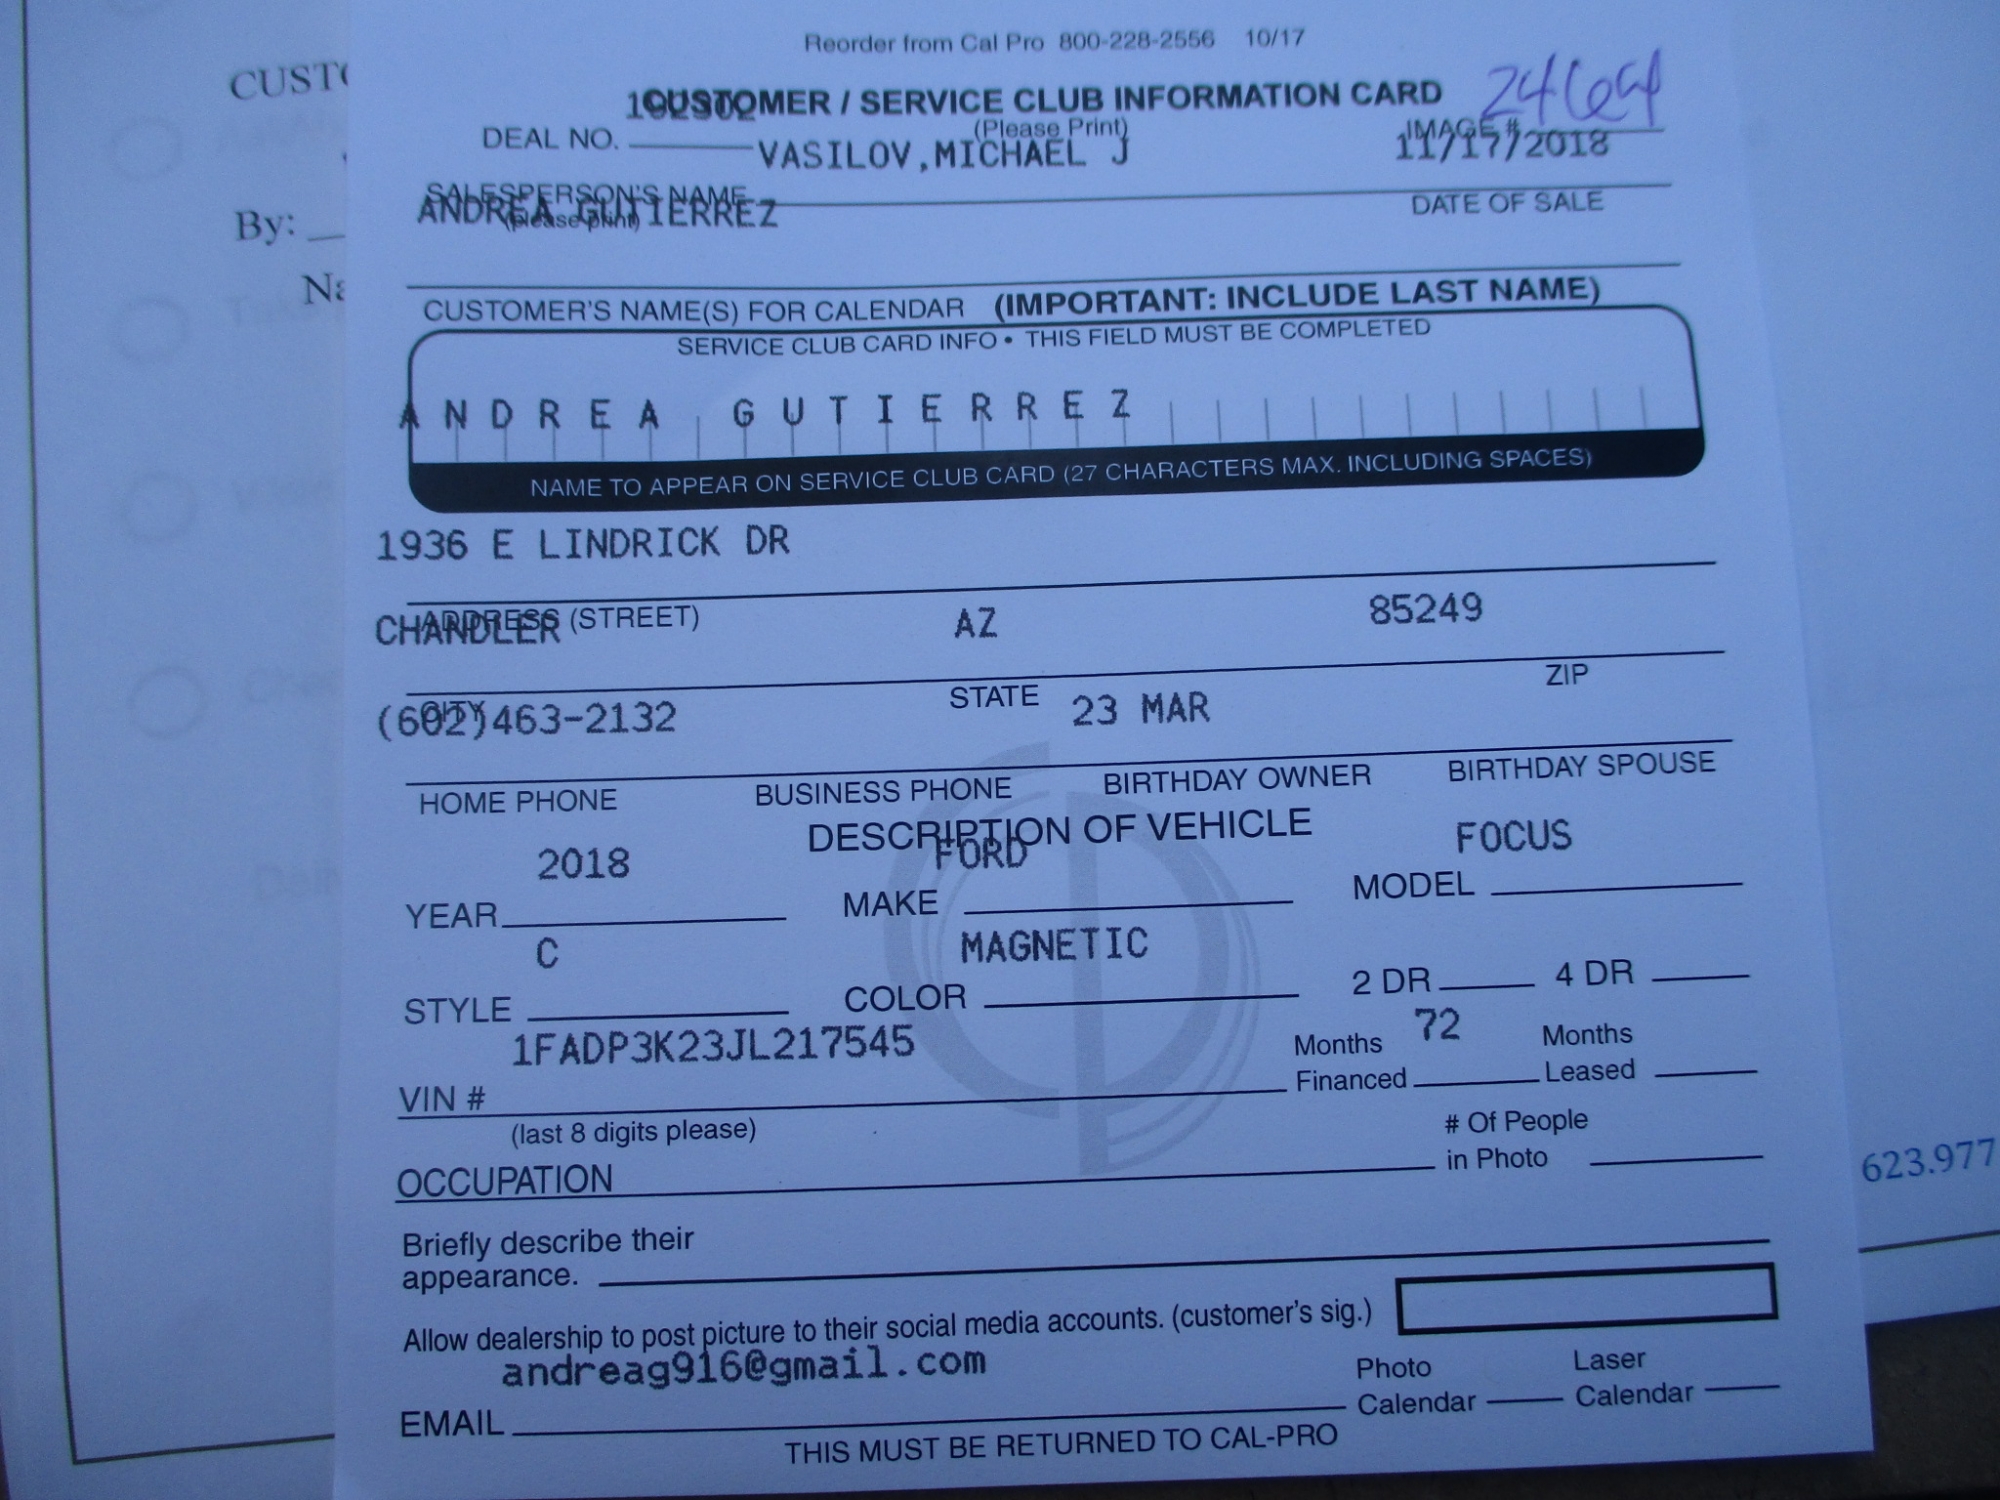 Reorder from Cal Pro 800-228-2556 10/17
CUSTOMER / SERVICE CLUB INFORMATION CARD
(Please Print)
DEAL NO.
IMAGE #
VASILOV,MICHAEL J 11/17/2018
SALESPERSON'S NAME
(please print)
DATE OF SALE
ANDREA GUTIERREZ
CUSTOMER'S NAME(S) FOR CALENDAR (IMPORTANT: INCLUDE LAST NAME)
SERVICE CLUB CARD INFO • THIS FIELD MUST BE COMPLETED
ANDREA GUTIERREZ
NAME TO APPEAR ON SERVICE CLUB CARD (27 CHARACTERS MAX. INCLUDING SPACES)
1936 E LINDRICK DR
ADDRESS (STREET)
CHANDLER AZ 85249
CITY STATE ZIP
(602)463-2132 23 MAR
HOME PHONE BUSINESS PHONE BIRTHDAY OWNER BIRTHDAY SPOUSE
DESCRIPTION OF VEHICLE
2018 FORD FOCUS
YEAR MAKE MODEL
C MAGNETIC
STYLE COLOR 2 DR 4 DR
1FADP3K23JL217545 72
VIN # Months Financed Months Leased
(last 8 digits please)
# Of People in Photo
OCCUPATION
Briefly describe their
appearance.
Allow dealership to post picture to their social media accounts. (customer's sig.)
andreag916@gmail.com
EMAIL Photo Calendar Laser Calendar
THIS MUST BE RETURNED TO CAL-PRO
By:
623.977